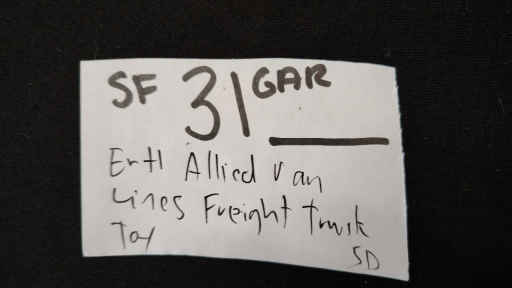 SF 31 GAR
Ertl Allied Van
Lines Freight Truck
Toy
SD